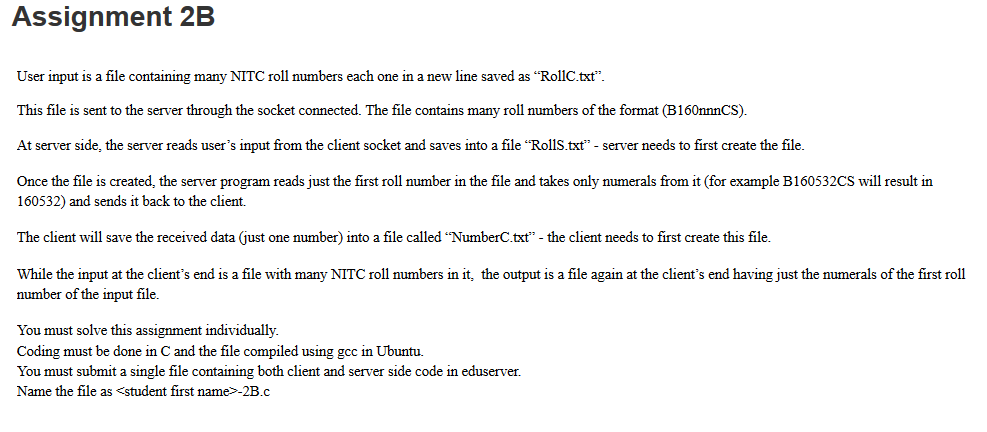 Assignment 2B
User input is a file containing many NITC roll numbers each one in a new line saved as “RollC.txt”.
This file is sent to the server through the socket connected. The file contains many roll numbers of the format (B160nnnCS).
At server side, the server reads user’s input from the client socket and saves into a file “RollS.txt” - server needs to first create the file.
Once the file is created, the server program reads just the first roll number in the file and takes only numerals from it (for example B160532CS will result in
160532) and sends it back to the client.
The client will save the received data (just one number) into a file called “NumberC.txt” - the client needs to first create this file.
While the input at the client’s end is a file with many NITC roll numbers in it,  the output is a file again at the client’s end having just the numerals of the first roll
number of the input file.
You must solve this assignment individually.
Coding must be done in C and the file compiled using gcc in Ubuntu.
You must submit a single file containing both client and server side code in eduserver.
Name the file as <student first name>-2B.c